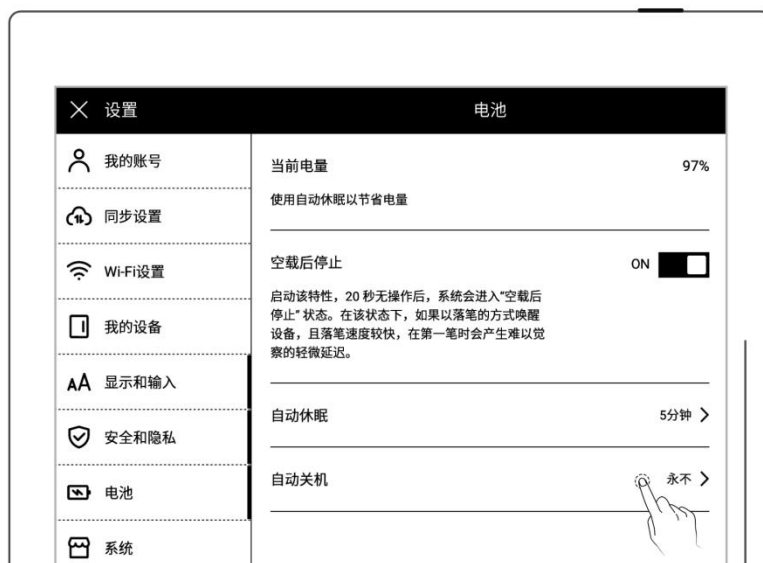 设置
电池
我的账号
同步设置
Wi-Fi设置
我的设备
AA 显示和输入
安全和隐私
电池
系统
当前电量 97%
使用自动休眠以节省电量
空载后停止 ON
启动该特性，20 秒无操作后，系统会进入“空载后
停止” 状态。在该状态下，如果以落笔的方式唤醒
设备，且落笔速度较快，在第一笔时会产生难以觉
察的轻微延迟。
自动休眠 5分钟
自动关机 永不